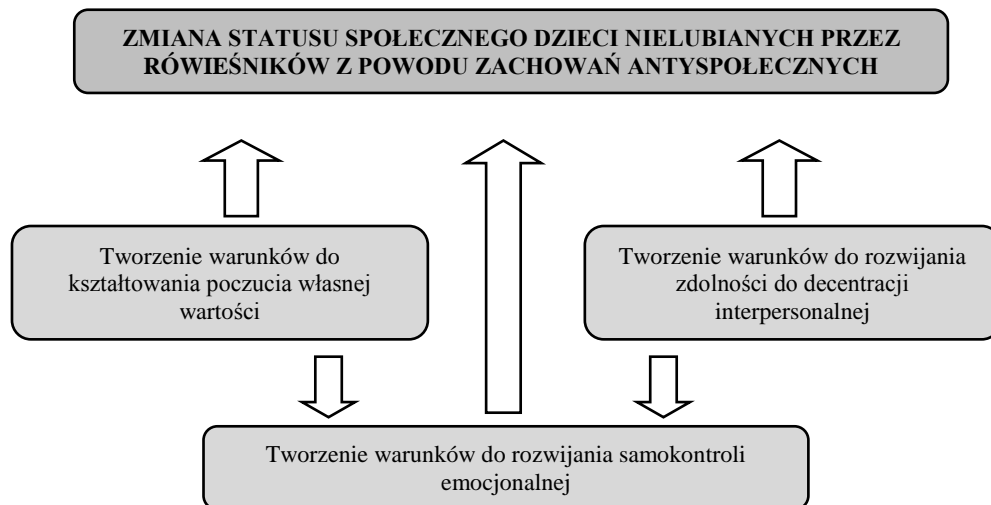 ZMIANA STATUSU SPOŁECZNEGO DZIECI NIELUBIANYCH PRZEZ
RÓWIEŚNIKÓW Z POWODU ZACHOWAŃ ANTYSPOŁECZNYCH
Tworzenie warunków do
kształtowania poczucia własnej
wartości
Tworzenie warunków do rozwijania
zdolności do decentracji
interpersonalnej
Tworzenie warunków do rozwijania samokontroli
emocjonalnej